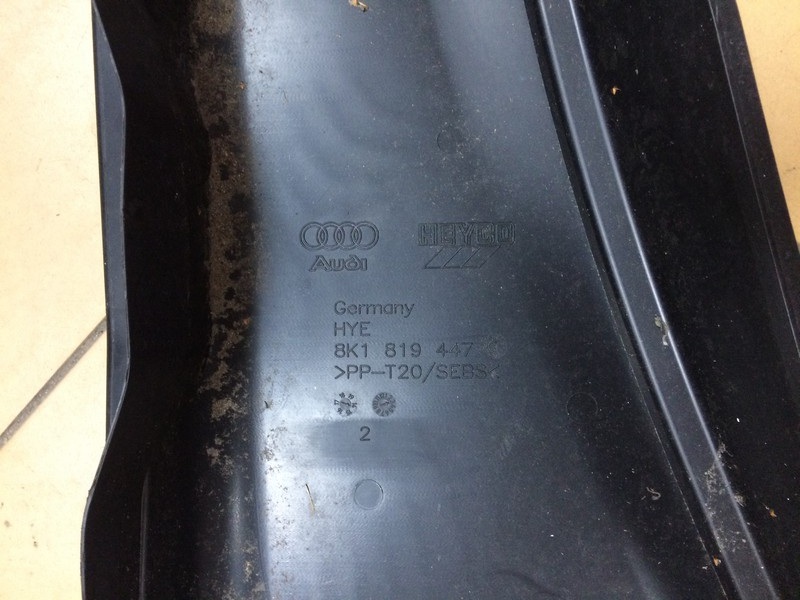 Audi HEYCO
Germany
HYE
8K1 819 447
>PP-T20/SEBS<
2